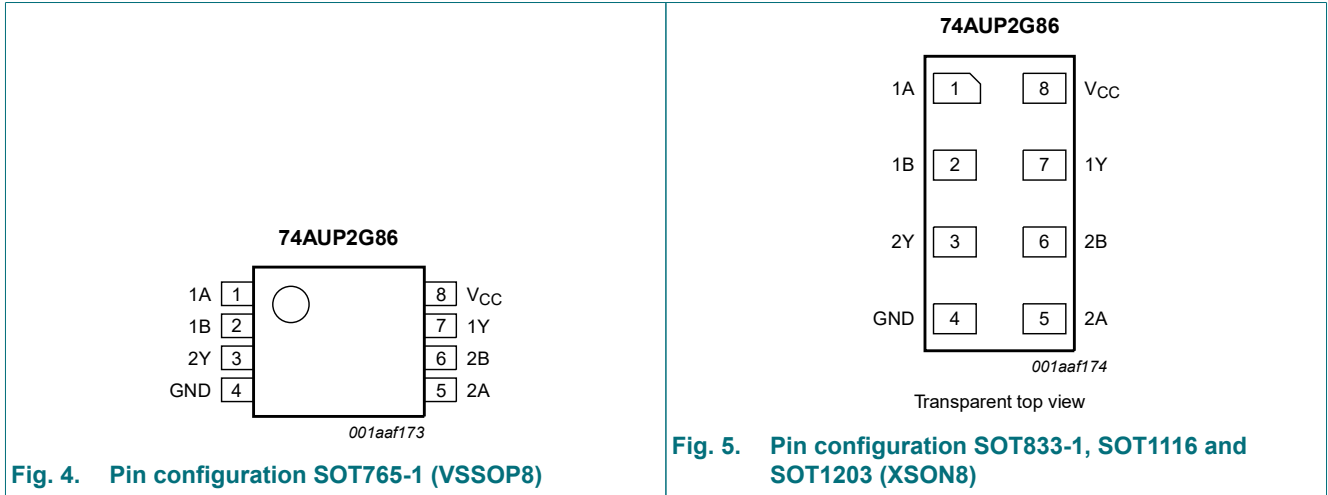 74AUP2G86
1A 1 8 VCC
1B 2 7 1Y
2Y 3 6 2B
GND 4 5 2A
001aaf173
Fig. 4. Pin configuration SOT765-1 (VSSOP8)
74AUP2G86
1A 1 8 VCC
1B 2 7 1Y
2Y 3 6 2B
GND 4 5 2A
001aaf174
Transparent top view
Fig. 5. Pin configuration SOT833-1, SOT1116 and
SOT1203 (XSON8)